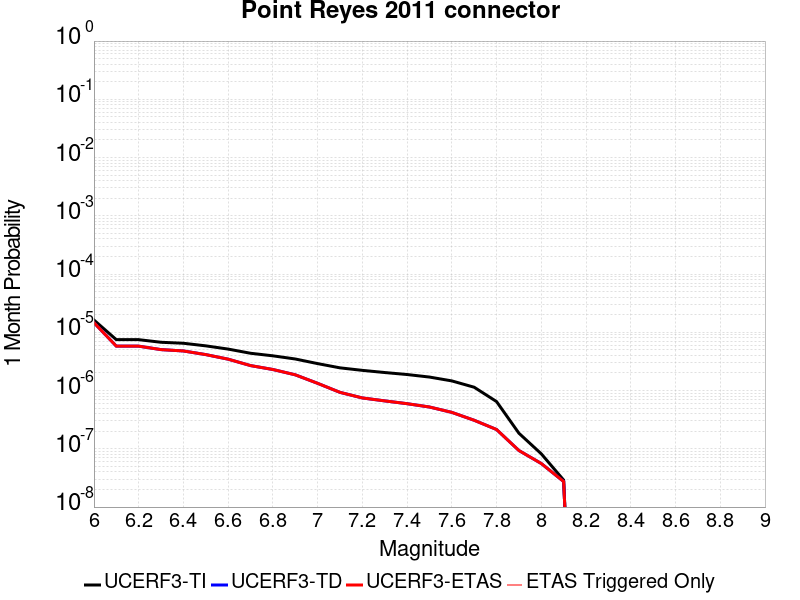 Point Reyes 2011 connector
10^0
10^-1
10^-2
10^-3
10^-4
10^-5
10^-6
10^-7
10^-8
1 Month Probability
6 6.2 6.4 6.6 6.8 7 7.2 7.4 7.6 7.8 8 8.2 8.4 8.6 8.8 9
Magnitude
UCERF3-TI UCERF3-TD UCERF3-ETAS ETAS Triggered Only